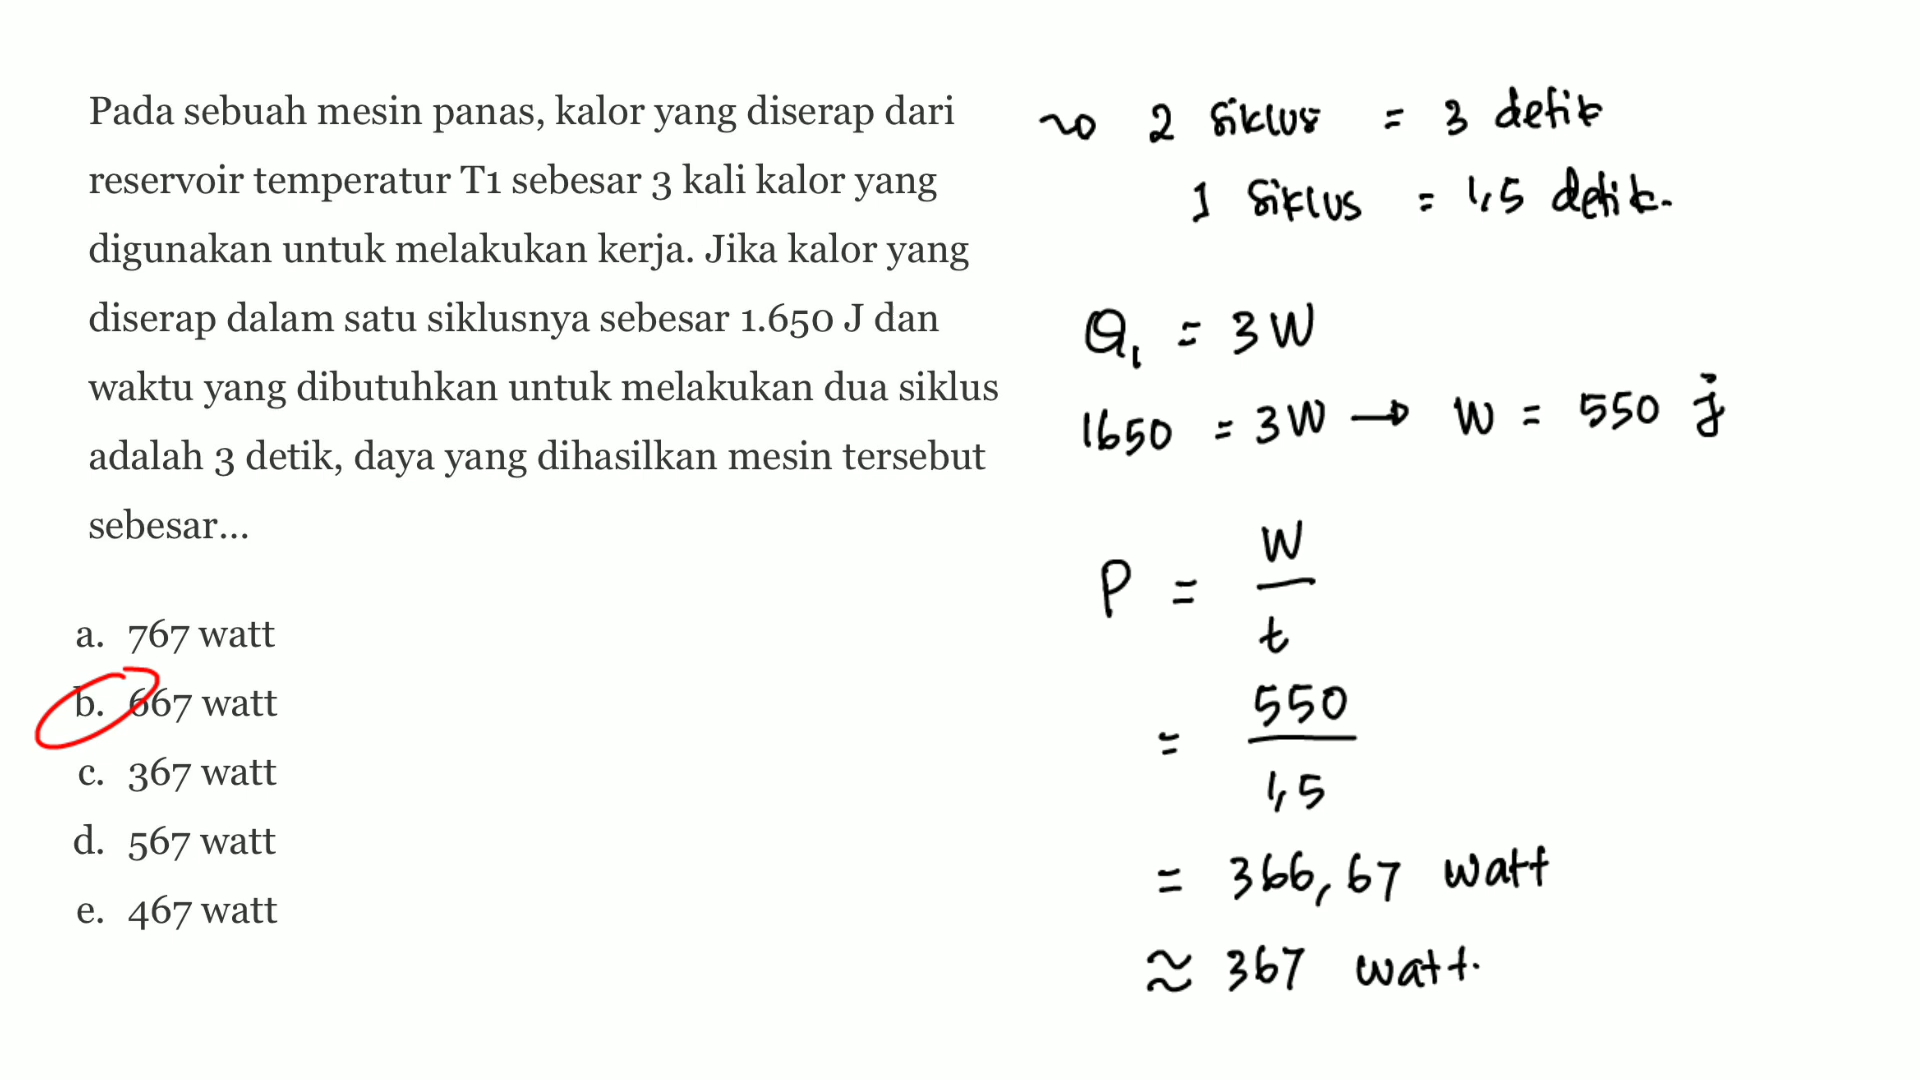 Pada sebuah mesin panas, kalor yang diserap dari
reservoir temperatur T1 sebesar 3 kali kalor yang
digunakan untuk melakukan kerja. Jika kalor yang
diserap dalam satu siklusnya sebesar 1.650 J dan
waktu yang dibutuhkan untuk melakukan dua siklus
adalah 3 detik, daya yang dihasilkan mesin tersebut
sebesar...
a. 767 watt
b. 667 watt
c. 367 watt
d. 567 watt
e. 467 watt
2 siklus = 3 detik
1 siklus = 1,5 detik.
Q₁ = 3W
1650 = 3W → W = 550 j
P = W
t
= 550
1,5
= 366,67 watt
≈ 367 watt.